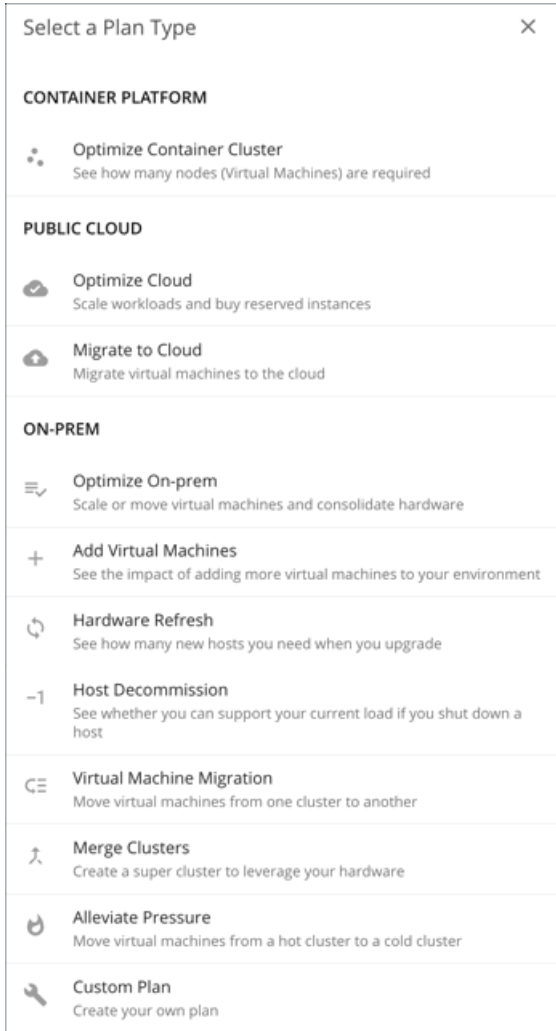 Select a Plan Type
CONTAINER PLATFORM
Optimize Container Cluster
See how many nodes (Virtual Machines) are required
PUBLIC CLOUD
Optimize Cloud
Scale workloads and buy reserved instances
Migrate to Cloud
Migrate virtual machines to the cloud
ON-PREM
Optimize On-prem
Scale or move virtual machines and consolidate hardware
Add Virtual Machines
See the impact of adding more virtual machines to your environment
Hardware Refresh
See how many new hosts you need when you upgrade
−1 Host Decommission
See whether you can support your current load if you shut down a
host
Virtual Machine Migration
Move virtual machines from one cluster to another
Merge Clusters
Create a super cluster to leverage your hardware
Alleviate Pressure
Move virtual machines from a hot cluster to a cold cluster
Custom Plan
Create your own plan